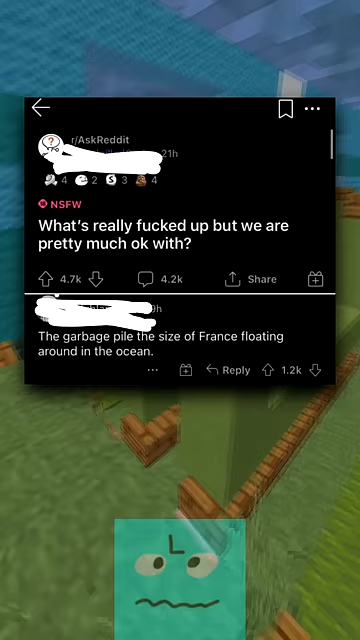 r/AskReddit
21h
4 2 3 4
NSFW
What's really fucked up but we are
pretty much ok with?
4.7k 4.2k Share
The garbage pile the size of France floating
around in the ocean.
Reply 1.2k